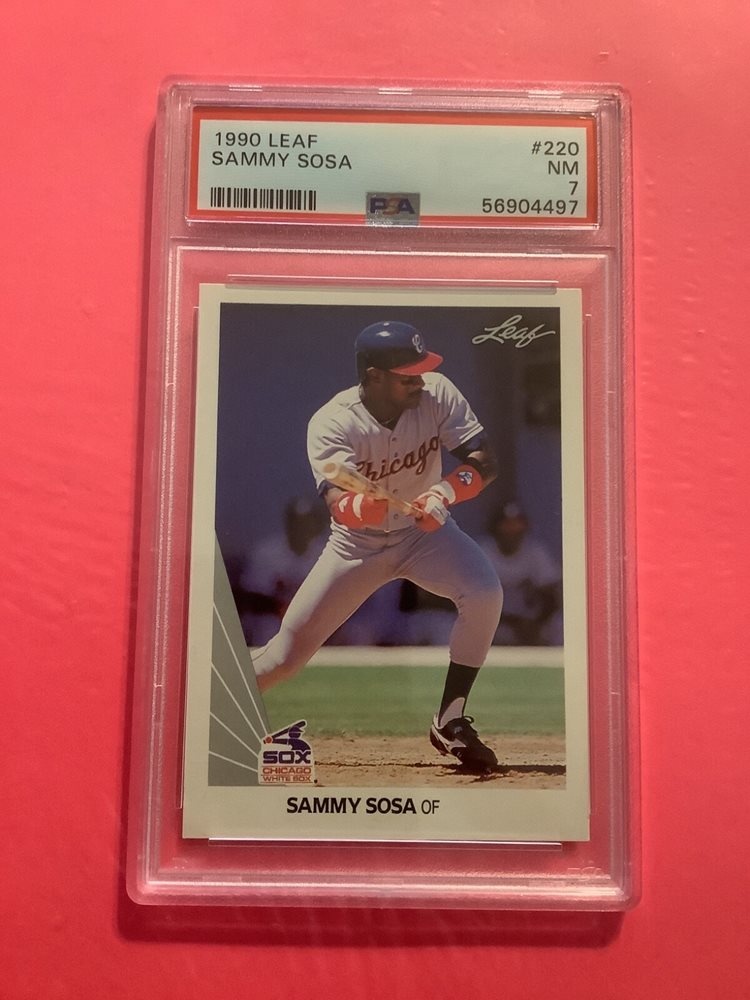 1990 LEAF
SAMMY SOSA
#220
NM
7
PSA
56904497
Leaf
Chicago
SOX
CHICAGO
WHITE SOX
SAMMY SOSA OF